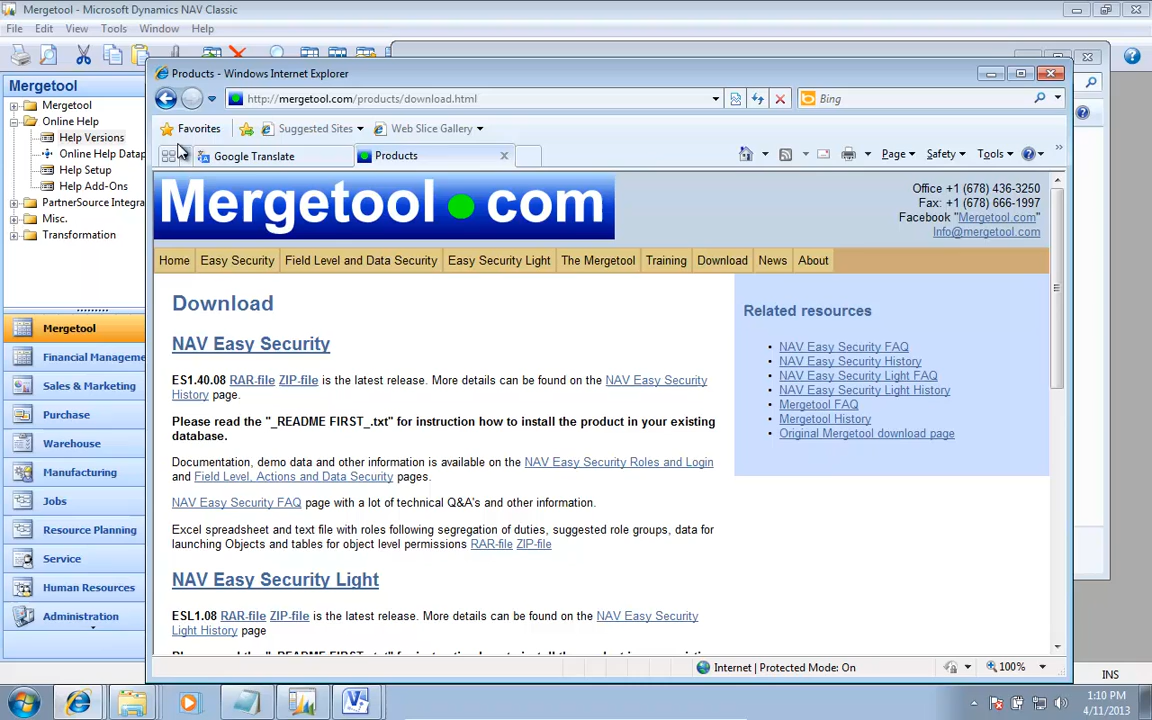 Mergetool - Microsoft Dynamics NAV Classic
File Edit View Tools Window Help
Mergetool
Mergetool
Online Help
Help Versions
Online Help Datap
Help Setup
Help Add-Ons
PartnerSource Integra
Misc.
Transformation
Mergetool
Financial Manageme
Sales & Marketing
Purchase
Warehouse
Manufacturing
Jobs
Resource Planning
Service
Human Resources
Administration
Products - Windows Internet Explorer
http://mergetool.com/products/download.html
Bing
Favorites Suggested Sites Web Slice Gallery
Google Translate Products
Page Safety Tools
Mergetool com
Office +1 (678) 436-3250
Fax: +1 (678) 666-1997
Facebook "Mergetool.com"
Info@mergetool.com
Home Easy Security Field Level and Data Security Easy Security Light The Mergetool Training Download News About
Download
NAV Easy Security
ES1.40.08 RAR-file ZIP-file is the latest release. More details can be found on the NAV Easy Security
History page.
Please read the "_README FIRST_.txt" for instruction how to install the product in your existing
database.
Documentation, demo data and other information is available on the NAV Easy Security Roles and Login
and Field Level, Actions and Data Security pages.
NAV Easy Security FAQ page with a lot of technical Q&A's and other information.
Excel spreadsheet and text file with roles following segregation of duties, suggested role groups, data for
launching Objects and tables for object level permissions RAR-file ZIP-file
NAV Easy Security Light
ESL1.08 RAR-file ZIP-file is the latest release. More details can be found on the NAV Easy Security
Light History page
Related resources
NAV Easy Security FAQ
NAV Easy Security History
NAV Easy Security Light FAQ
NAV Easy Security Light History
Mergetool FAQ
Mergetool History
Original Mergetool download page
Internet | Protected Mode: On
100%
INS
1:10 PM
4/11/2013